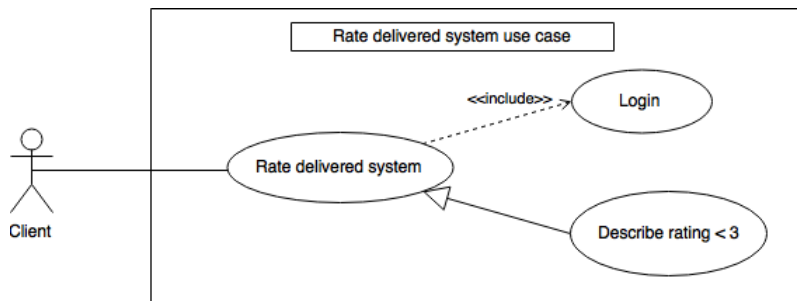 Rate delivered system use case
<<include>>
Login
Rate delivered system
Client
Describe rating < 3